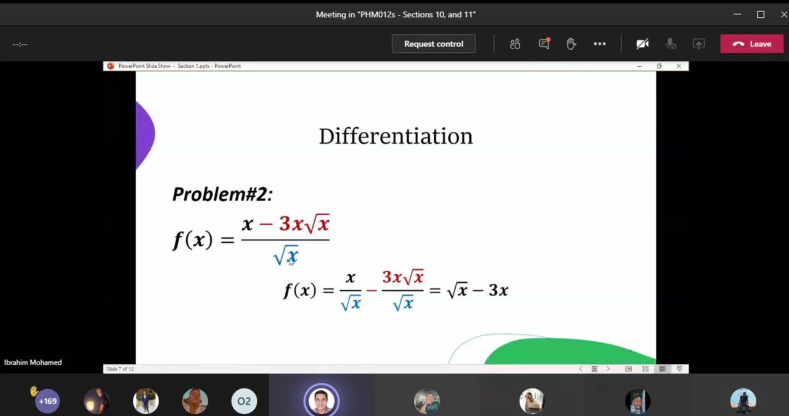 Meeting in "PHM012s - Sections 10, and 11"
--:--
Request control
Leave
PowerPoint Slide Show - Section 1.pptx - PowerPoint
Differentiation
Problem#2:
f(x) = (x − 3x√x) / √x
f(x) = x/√x − 3x√x/√x = √x − 3x
Ibrahim Mohamed
Slide 7 of 12
+169
O2